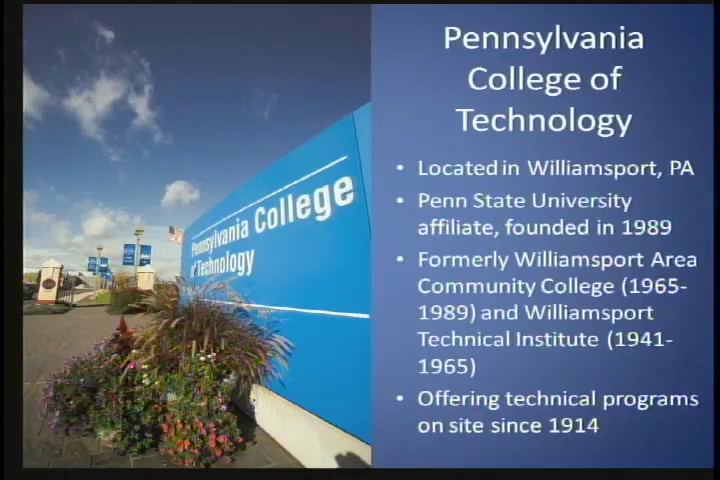 Pennsylvania College
of Technology
Pennsylvania
College of
Technology
• Located in Williamsport, PA
• Penn State University
affiliate, founded in 1989
• Formerly Williamsport Area
Community College (1965-
1989) and Williamsport
Technical Institute (1941-
1965)
• Offering technical programs
on site since 1914